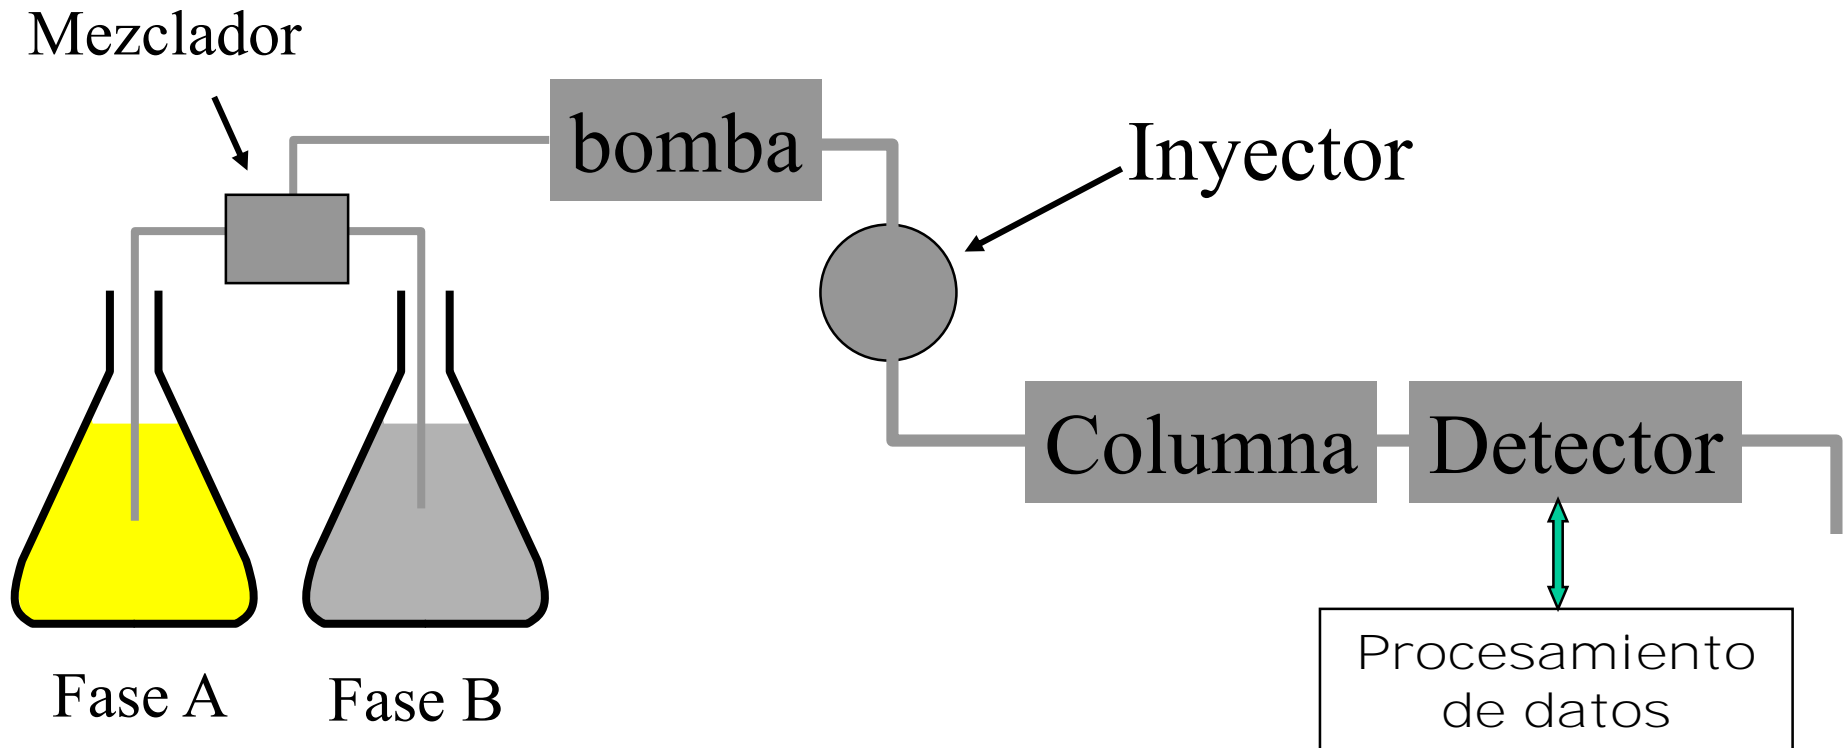 Mezclador
bomba
Inyector
Columna
Detector
Fase A
Fase B
Procesamiento
de datos